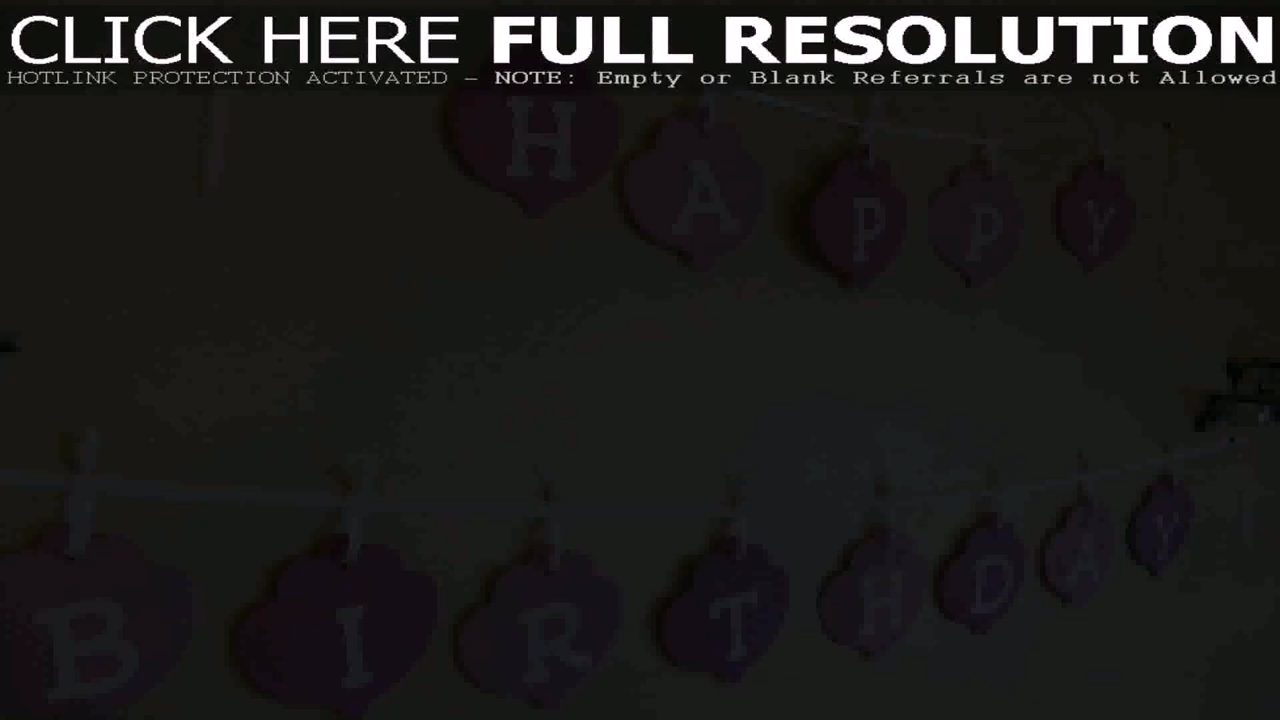 CLICK HERE FULL RESOLUTION
HOTLINK PROTECTION ACTIVATED – NOTE: Empty or Blank Referrals are not Allowed
HAPPY
BIRTHDAY